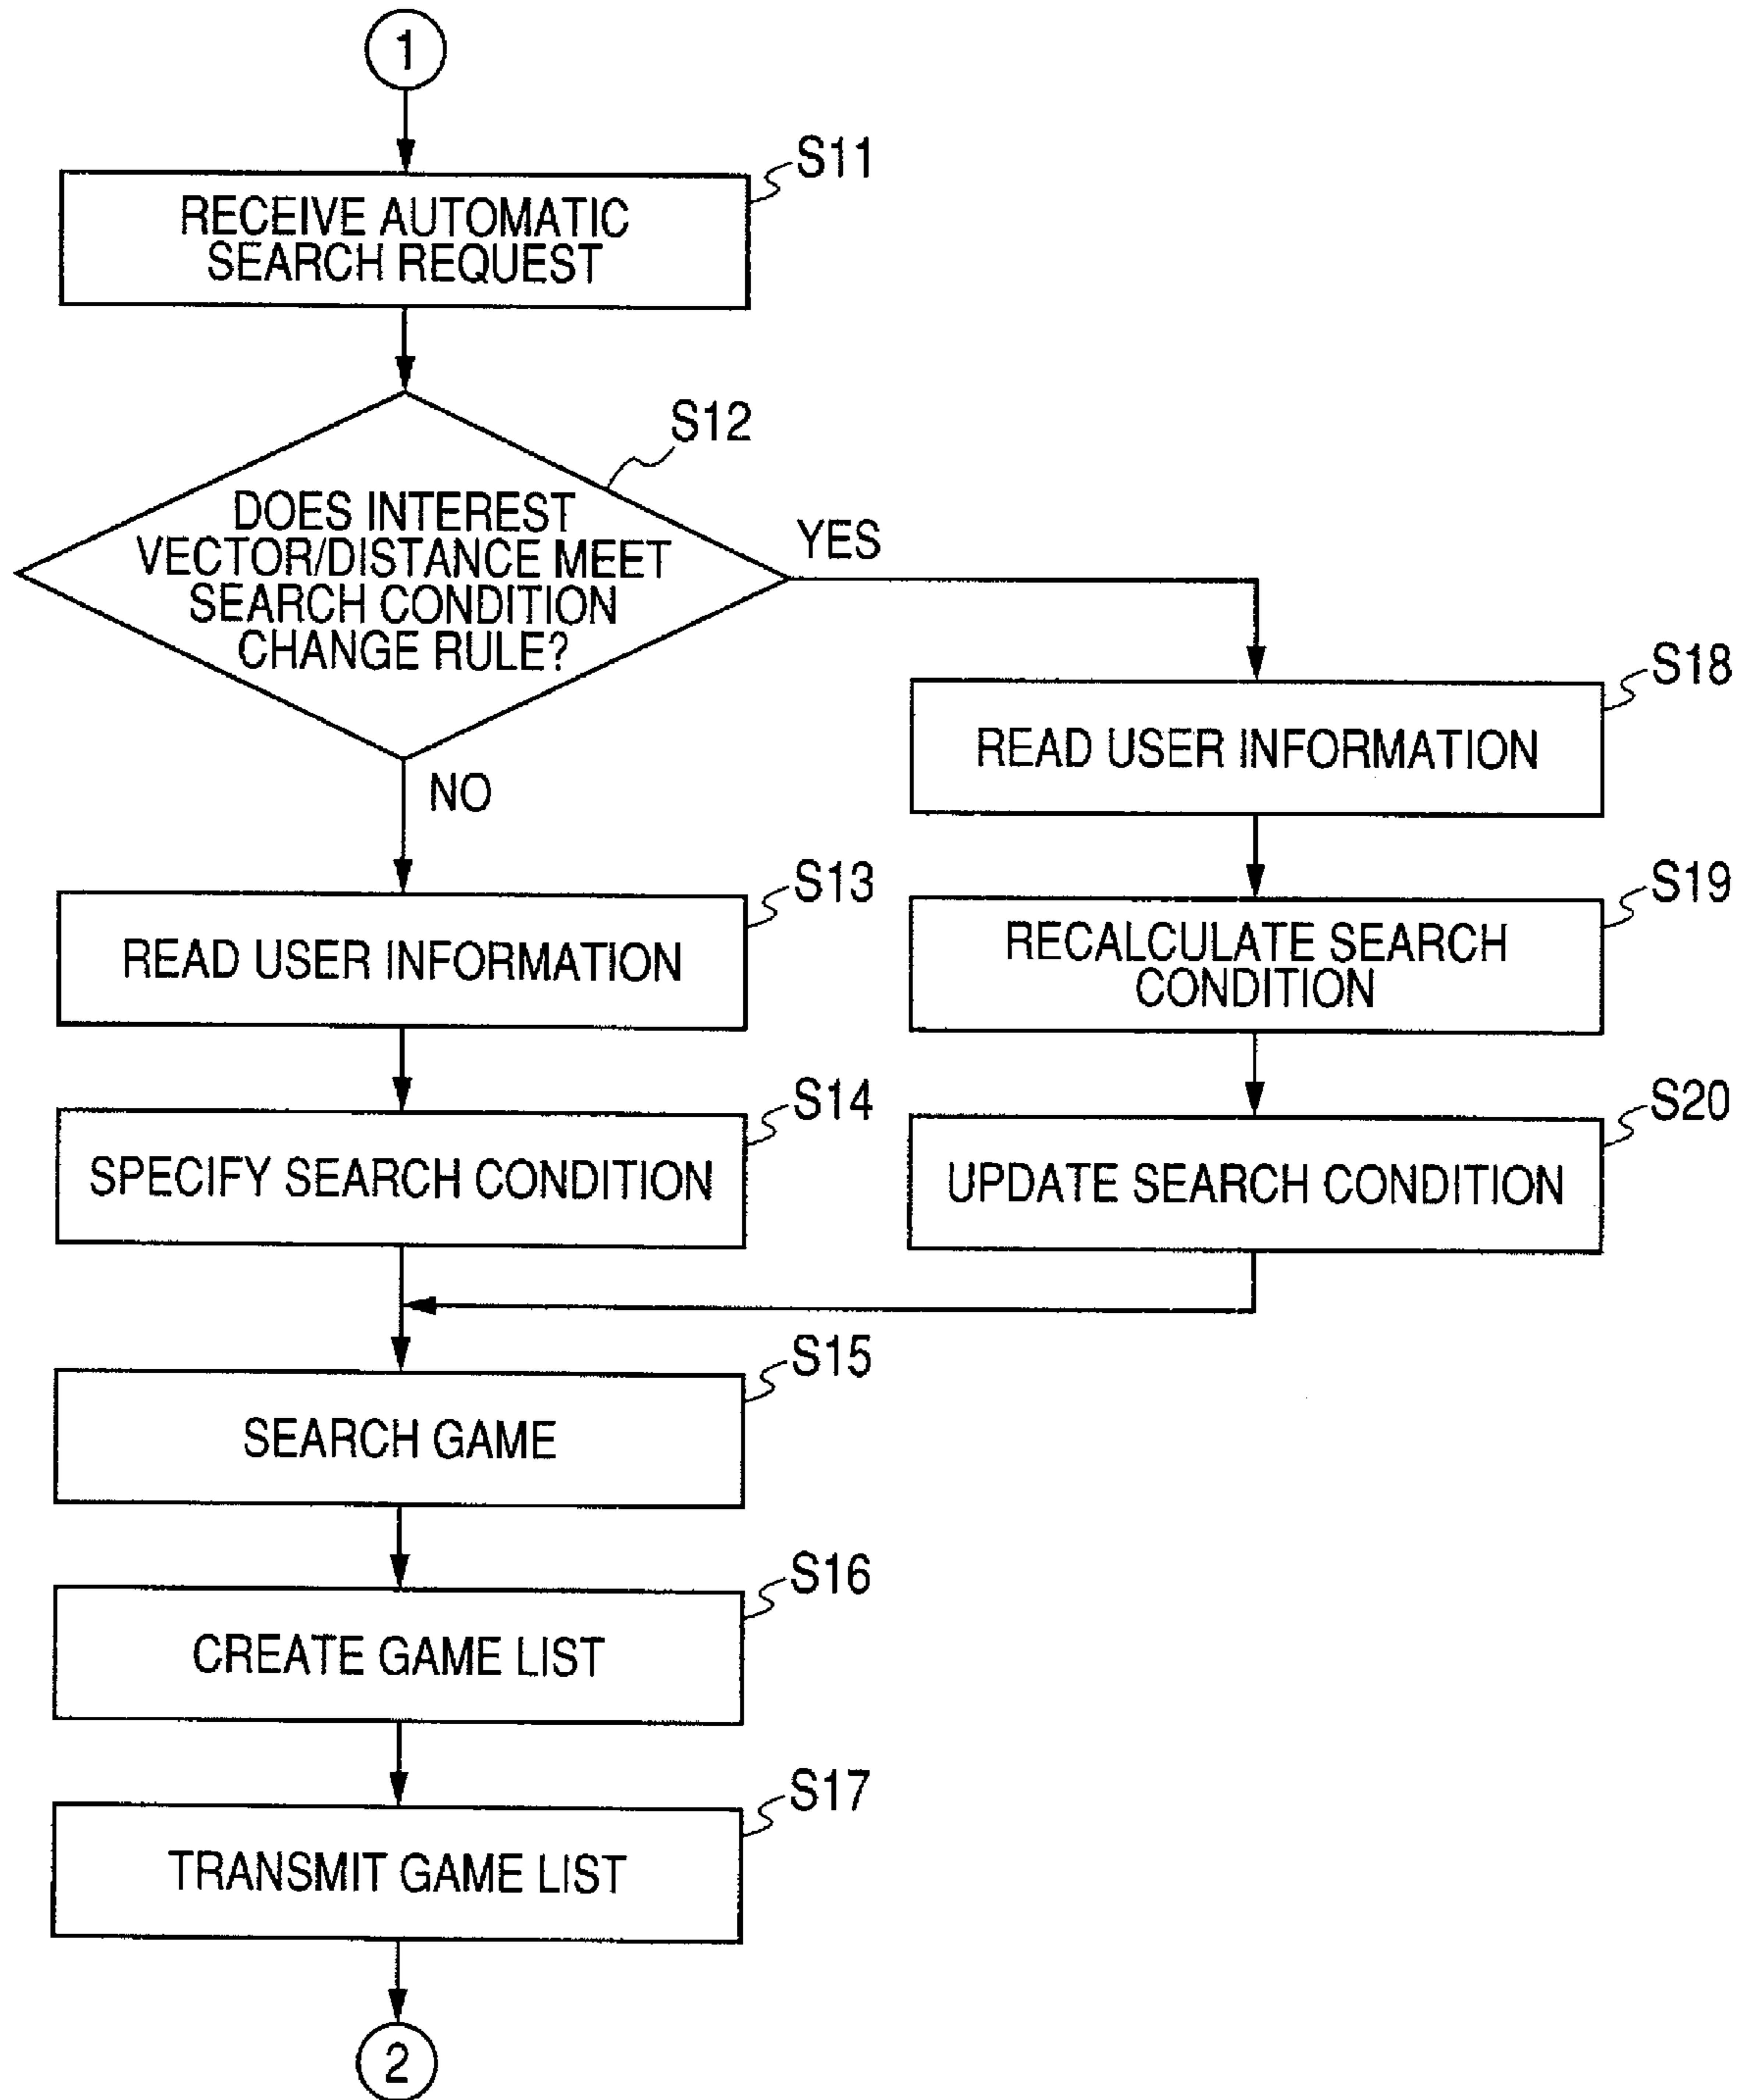 1
S11
RECEIVE AUTOMATIC
SEARCH REQUEST
S12
DOES INTEREST
VECTOR/DISTANCE MEET
SEARCH CONDITION
CHANGE RULE?
YES
NO
S18
READ USER INFORMATION
S13
READ USER INFORMATION
S19
RECALCULATE SEARCH
CONDITION
S14
SPECIFY SEARCH CONDITION
S20
UPDATE SEARCH CONDITION
S15
SEARCH GAME
S16
CREATE GAME LIST
S17
TRANSMIT GAME LIST
2